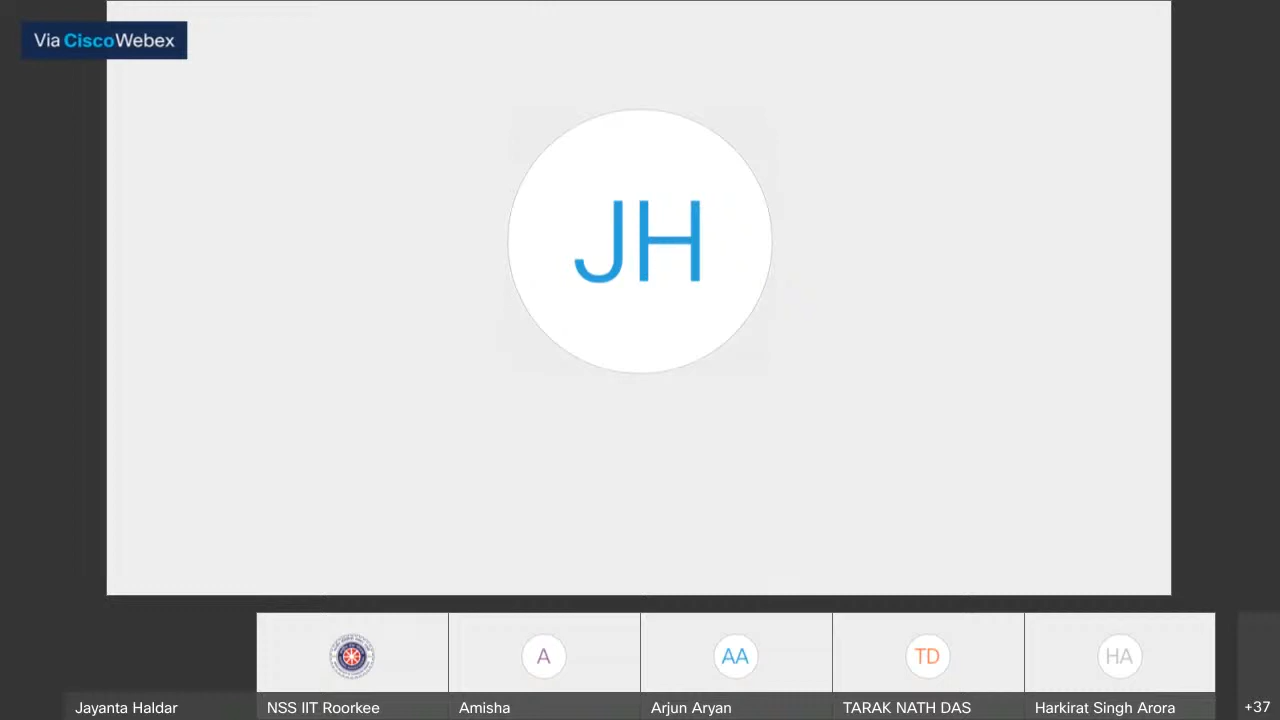 Via CiscoWebex
JH
A
AA
TD
HA
Jayanta Haldar
NSS IIT Roorkee
Amisha
Arjun Aryan
TARAK NATH DAS
Harkirat Singh Arora
+37